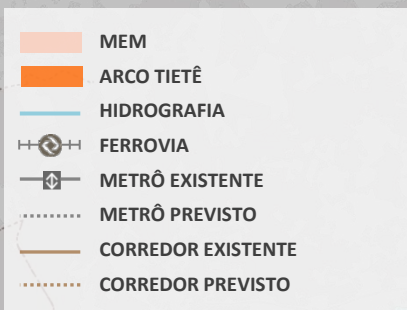 MEM
ARCO TIETÊ
HIDROGRAFIA
FERROVIA
METRÔ EXISTENTE
METRÔ PREVISTO
CORREDOR EXISTENTE
CORREDOR PREVISTO